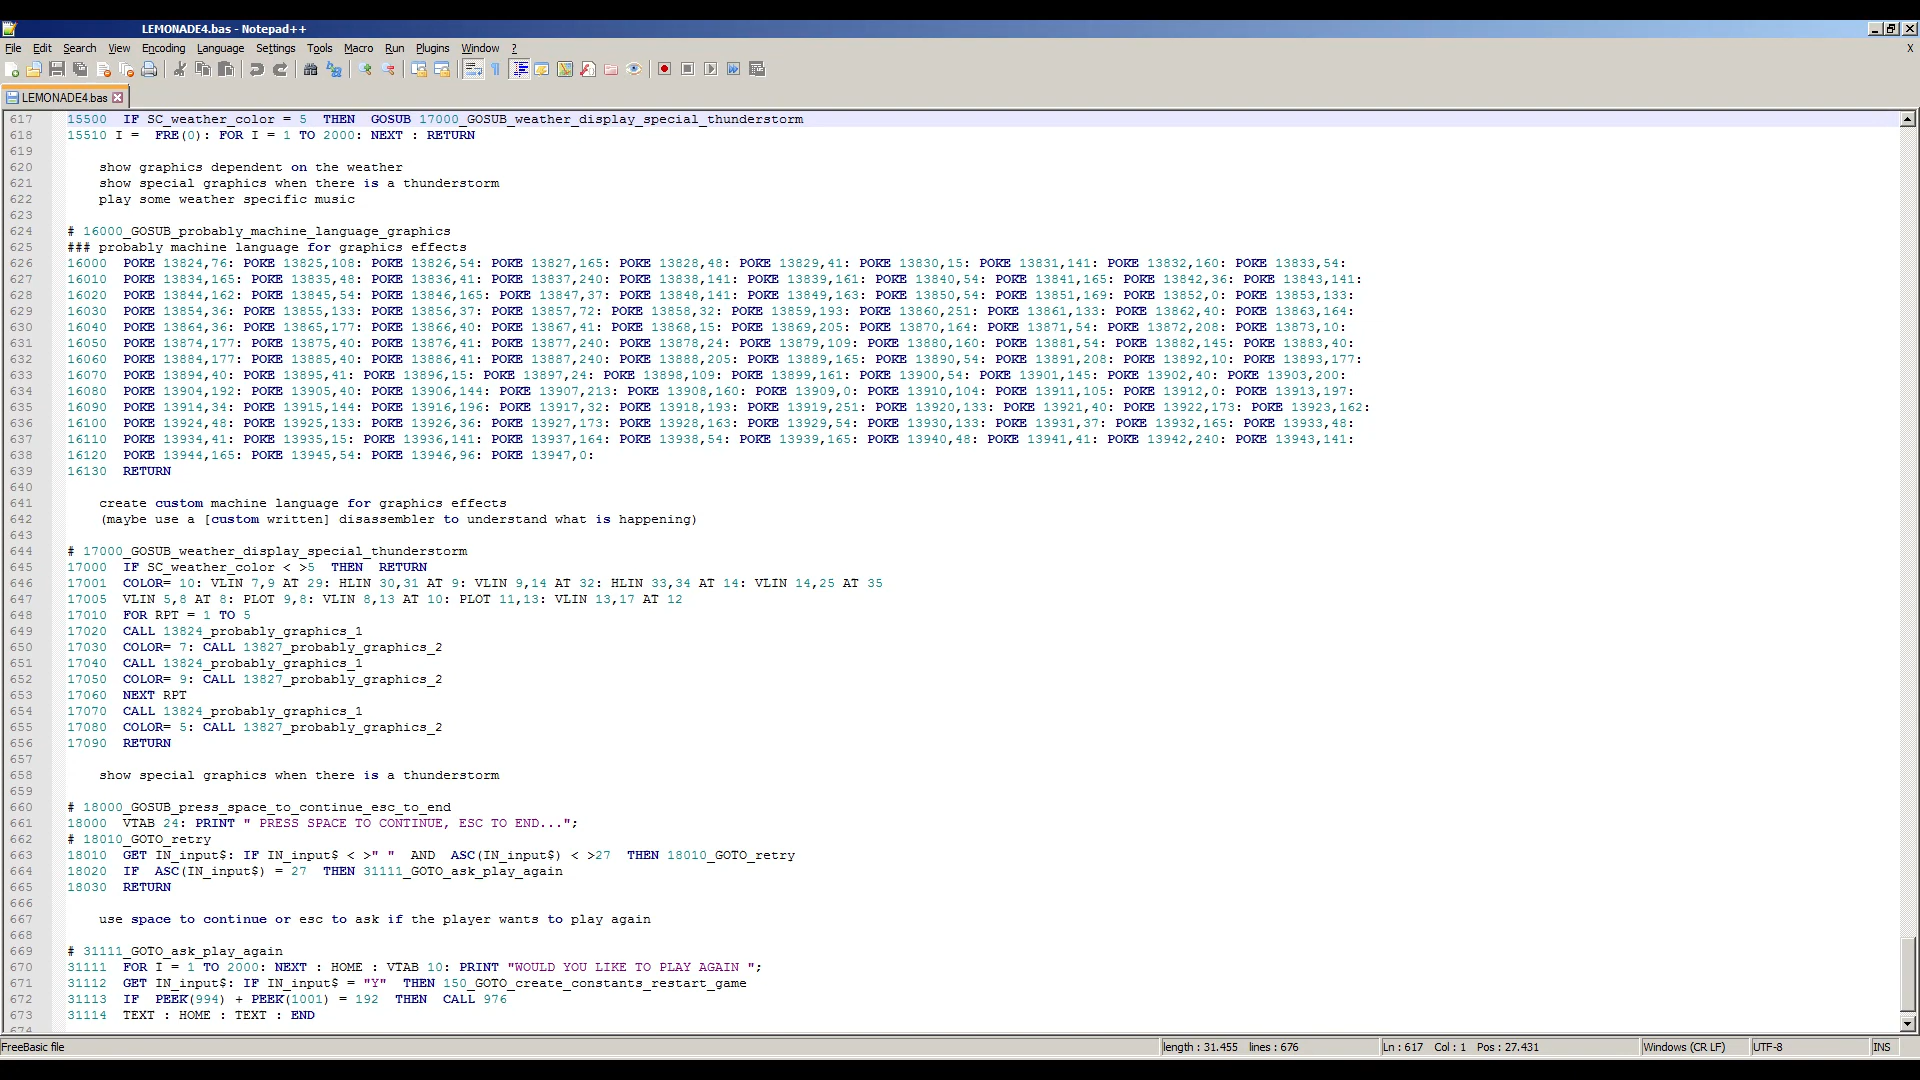 LEMONADE4.bas - Notepad++
File Edit Search View Encoding Language Settings Tools Macro Run Plugins Window ? X
LEMONADE4.bas
617 15500 IF SC_weather_color = 5 THEN GOSUB 17000_GOSUB_weather_display_special_thunderstorm
618 15510 I = FRE(0): FOR I = 1 TO 2000: NEXT : RETURN
619
620 show graphics dependent on the weather
621 show special graphics when there is a thunderstorm
622 play some weather specific music
623
624 # 16000_GOSUB_probably_machine_language_graphics
625 ### probably machine language for graphics effects
626 16000 POKE 13824,76: POKE 13825,108: POKE 13826,54: POKE 13827,165: POKE 13828,48: POKE 13829,41: POKE 13830,15: POKE 13831,141: POKE 13832,160: POKE 13833,54:
627 16010 POKE 13834,165: POKE 13835,48: POKE 13836,41: POKE 13837,240: POKE 13838,141: POKE 13839,161: POKE 13840,54: POKE 13841,165: POKE 13842,36: POKE 13843,141:
628 16020 POKE 13844,162: POKE 13845,54: POKE 13846,165: POKE 13847,37: POKE 13848,141: POKE 13849,163: POKE 13850,54: POKE 13851,169: POKE 13852,0: POKE 13853,133:
629 16030 POKE 13854,36: POKE 13855,133: POKE 13856,37: POKE 13857,72: POKE 13858,32: POKE 13859,193: POKE 13860,251: POKE 13861,133: POKE 13862,40: POKE 13863,164:
630 16040 POKE 13864,36: POKE 13865,177: POKE 13866,40: POKE 13867,41: POKE 13868,15: POKE 13869,205: POKE 13870,164: POKE 13871,54: POKE 13872,208: POKE 13873,10:
631 16050 POKE 13874,177: POKE 13875,40: POKE 13876,41: POKE 13877,240: POKE 13878,24: POKE 13879,109: POKE 13880,160: POKE 13881,54: POKE 13882,145: POKE 13883,40:
632 16060 POKE 13884,177: POKE 13885,40: POKE 13886,41: POKE 13887,240: POKE 13888,205: POKE 13889,165: POKE 13890,54: POKE 13891,208: POKE 13892,10: POKE 13893,177:
633 16070 POKE 13894,40: POKE 13895,41: POKE 13896,15: POKE 13897,24: POKE 13898,109: POKE 13899,161: POKE 13900,54: POKE 13901,145: POKE 13902,40: POKE 13903,200:
634 16080 POKE 13904,192: POKE 13905,40: POKE 13906,144: POKE 13907,213: POKE 13908,160: POKE 13909,0: POKE 13910,104: POKE 13911,105: POKE 13912,0: POKE 13913,197:
635 16090 POKE 13914,34: POKE 13915,144: POKE 13916,196: POKE 13917,32: POKE 13918,193: POKE 13919,251: POKE 13920,133: POKE 13921,40: POKE 13922,173: POKE 13923,162:
636 16100 POKE 13924,48: POKE 13925,133: POKE 13926,36: POKE 13927,173: POKE 13928,163: POKE 13929,54: POKE 13930,133: POKE 13931,37: POKE 13932,165: POKE 13933,48:
637 16110 POKE 13934,41: POKE 13935,15: POKE 13936,141: POKE 13937,164: POKE 13938,54: POKE 13939,165: POKE 13940,48: POKE 13941,41: POKE 13942,240: POKE 13943,141:
638 16120 POKE 13944,165: POKE 13945,54: POKE 13946,96: POKE 13947,0:
639 16130 RETURN
640
641 create custom machine language for graphics effects
642 (maybe use a [custom written] disassembler to understand what is happening)
643
644 # 17000_GOSUB_weather_display_special_thunderstorm
645 17000 IF SC_weather_color < >5 THEN RETURN
646 17001 COLOR= 10: VLIN 7,9 AT 29: HLIN 30,31 AT 9: VLIN 9,14 AT 32: HLIN 33,34 AT 14: VLIN 14,25 AT 35
647 17005 VLIN 5,8 AT 8: PLOT 9,8: VLIN 8,13 AT 10: PLOT 11,13: VLIN 13,17 AT 12
648 17010 FOR RPT = 1 TO 5
649 17020 CALL 13824_probably_graphics_1
650 17030 COLOR= 7: CALL 13827_probably_graphics_2
651 17040 CALL 13824_probably_graphics_1
652 17050 COLOR= 9: CALL 13827_probably_graphics_2
653 17060 NEXT RPT
654 17070 CALL 13824_probably_graphics_1
655 17080 COLOR= 5: CALL 13827_probably_graphics_2
656 17090 RETURN
657
658 show special graphics when there is a thunderstorm
659
660 # 18000_GOSUB_press_space_to_continue_esc_to_end
661 18000 VTAB 24: PRINT " PRESS SPACE TO CONTINUE, ESC TO END...";
662 # 18010_GOTO_retry
663 18010 GET IN_input$: IF IN_input$ < >" " AND ASC(IN_input$) < >27 THEN 18010_GOTO_retry
664 18020 IF ASC(IN_input$) = 27 THEN 31111_GOTO_ask_play_again
665 18030 RETURN
666
667 use space to continue or esc to ask if the player wants to play again
668
669 # 31111_GOTO_ask_play_again
670 31111 FOR I = 1 TO 2000: NEXT : HOME : VTAB 10: PRINT "WOULD YOU LIKE TO PLAY AGAIN ";
671 31112 GET IN_input$: IF IN_input$ = "Y" THEN 150_GOTO_create_constants_restart_game
672 31113 IF PEEK(994) + PEEK(1001) = 192 THEN CALL 976
673 31114 TEXT : HOME : TEXT : END
674
FreeBasic file length : 31.455 lines : 676 Ln : 617 Col : 1 Pos : 27.431 Windows (CR LF) UTF-8 INS